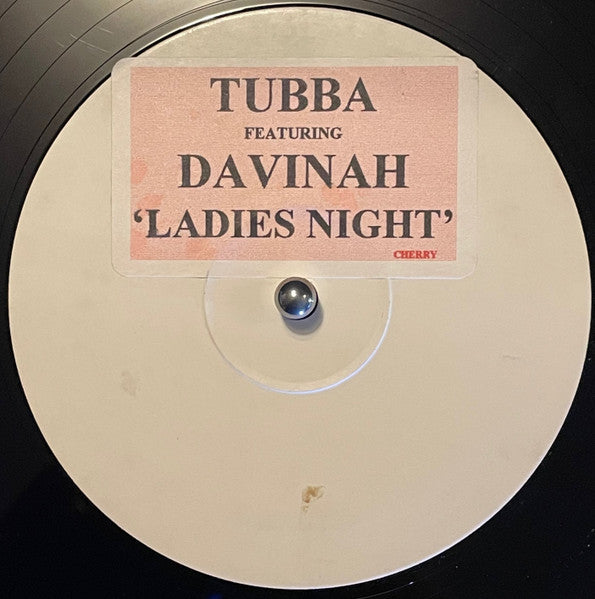 TUBBA
FEATURING
DAVINAH
‘LADIES NIGHT’
CHERRY